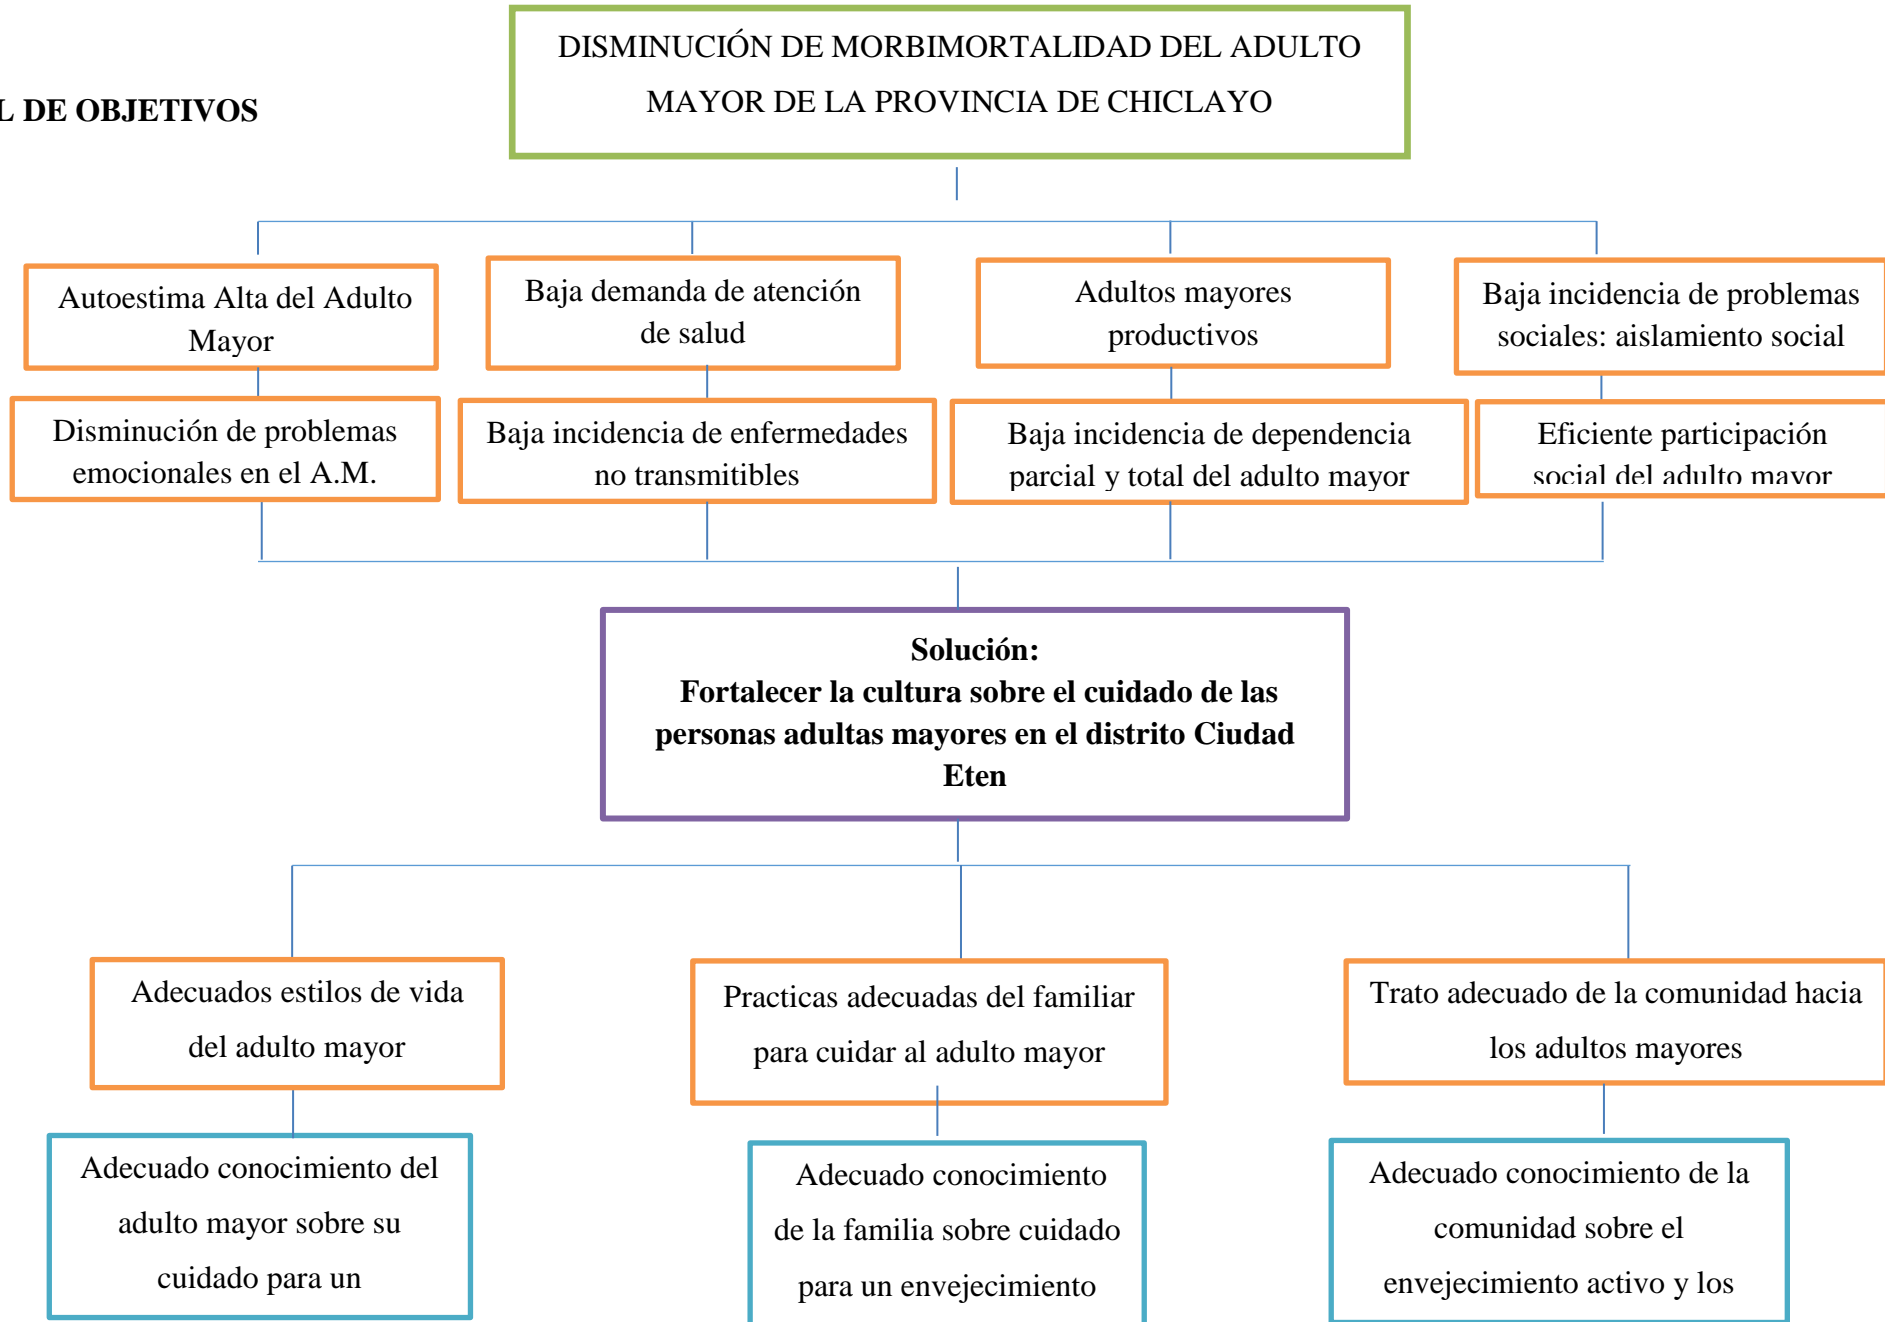 DISMINUCIÓN DE MORBIMORTALIDAD DEL ADULTO
MAYOR DE LA PROVINCIA DE CHICLAYO
L DE OBJETIVOS
Autoestima Alta del Adulto
Mayor
Baja demanda de atención
de salud
Adultos mayores
productivos
Baja incidencia de problemas
sociales: aislamiento social
Disminución de problemas
emocionales en el A.M.
Baja incidencia de enfermedades
no transmitibles
Baja incidencia de dependencia
parcial y total del adulto mayor
Eficiente participación
social del adulto mayor
Solución:
Fortalecer la cultura sobre el cuidado de las
personas adultas mayores en el distrito Ciudad
Eten
Adecuados estilos de vida
del adulto mayor
Practicas adecuadas del familiar
para cuidar al adulto mayor
Trato adecuado de la comunidad hacia
los adultos mayores
Adecuado conocimiento del
adulto mayor sobre su
cuidado para un
Adecuado conocimiento
de la familia sobre cuidado
para un envejecimiento
Adecuado conocimiento de la
comunidad sobre el
envejecimiento activo y los